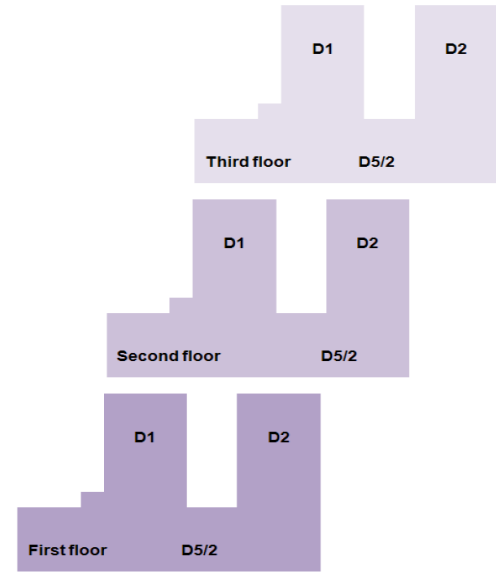 D1 D2
Third floor D5/2
D1 D2
Second floor D5/2
D1 D2
First floor D5/2